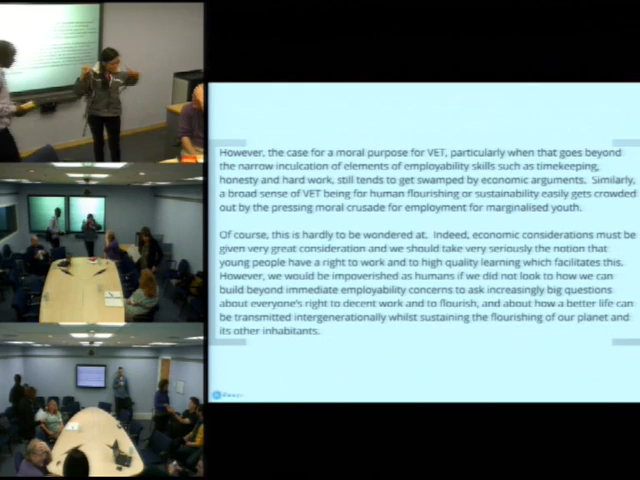 However, the case for a moral purpose for VET, particularly when that goes beyond
the narrow inculcation of elements of employability skills such as timekeeping,
honesty and hard work, still tends to get swamped by economic arguments. Similarly,
a broad sense of VET being for human flourishing or sustainability easily gets crowded
out by the pressing moral crusade for employment for marginalised youth.
Of course, this is hardly to be wondered at. Indeed, economic considerations must be
given very great consideration and we should take very seriously the notion that
young people have a right to work and to high quality learning which facilitates this.
However, we would be impoverished as humans if we did not look to how we can
build beyond immediate employability concerns to ask increasingly big questions
about everyone's right to decent work and to flourish, and about how a better life can
be transmitted intergenerationally whilst sustaining the flourishing of our planet and
its other inhabitants.